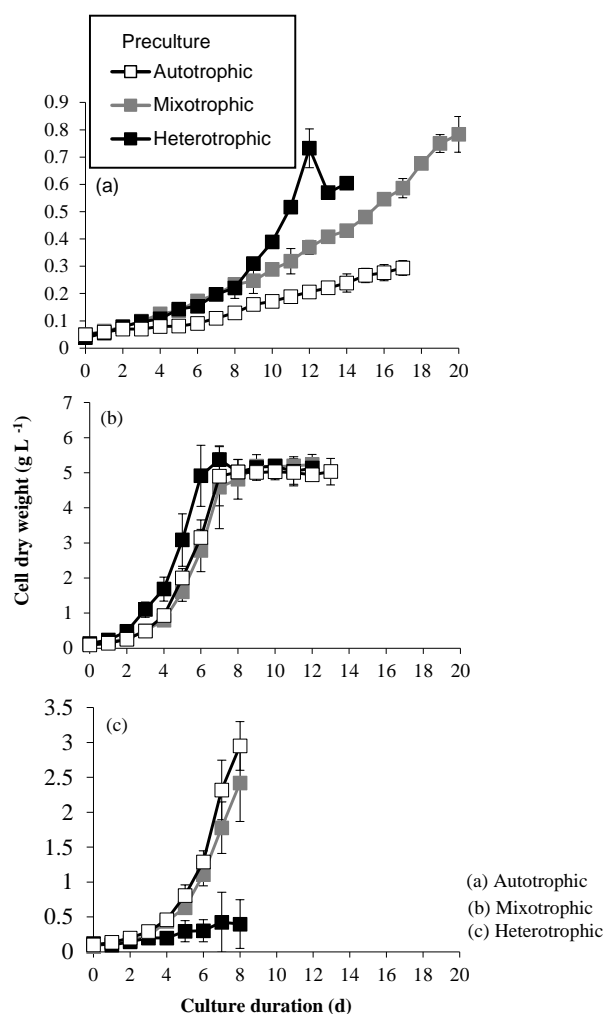 Preculture
Autotrophic
Mixotrophic
Heterotrophic
0.9
0.8
0.7
0.6
0.5
0.4
0.3
0.2
0.1
0
(a)
0 2 4 6 8 10 12 14 16 18 20
Cell dry weight (g L -1)
7
6
5
4
3
2
1
0
(b)
0 2 4 6 8 10 12 14 16 18 20
3.5
3
2.5
2
1.5
1
0.5
0
(c)
0 2 4 6 8 10 12 14 16 18 20
Culture duration (d)
(a) Autotrophic
(b) Mixotrophic
(c) Heterotrophic